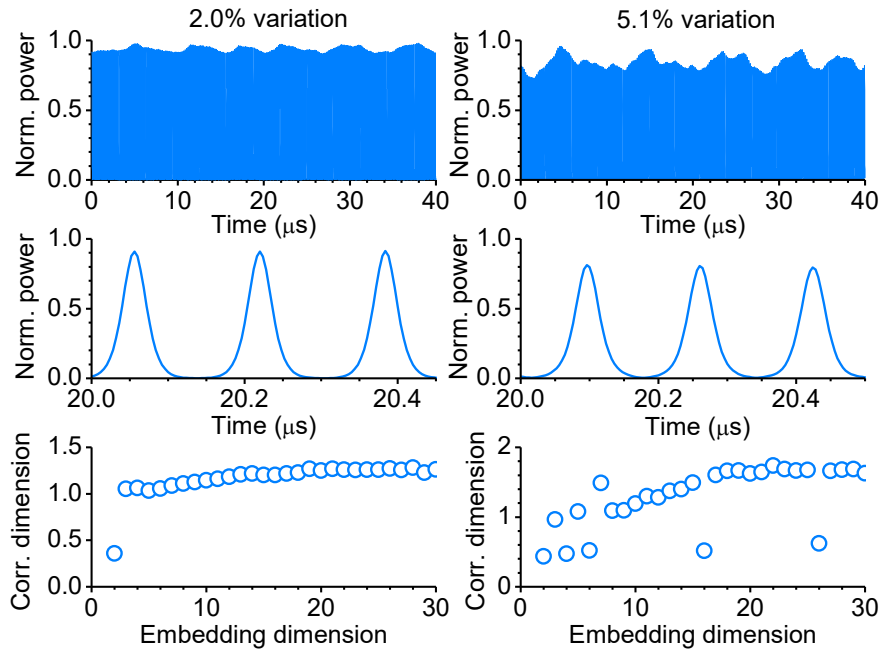 2.0% variation
5.1% variation
Norm. power
1.0
0.5
0.0
0 10 20 30 40
Time (μs)
Norm. power
1.0
0.5
0.0
0 10 20 30 40
Time (μs)
Norm. power
1.0
0.5
0.0
20.0 20.2 20.4
Time (μs)
Norm. power
1.0
0.5
0.0
20.0 20.2 20.4
Time (μs)
Corr. dimension
1.5
1.0
0.5
0.0
0 10 20 30
Embedding dimension
Corr. dimension
2
1
0
0 10 20 30
Embedding dimension